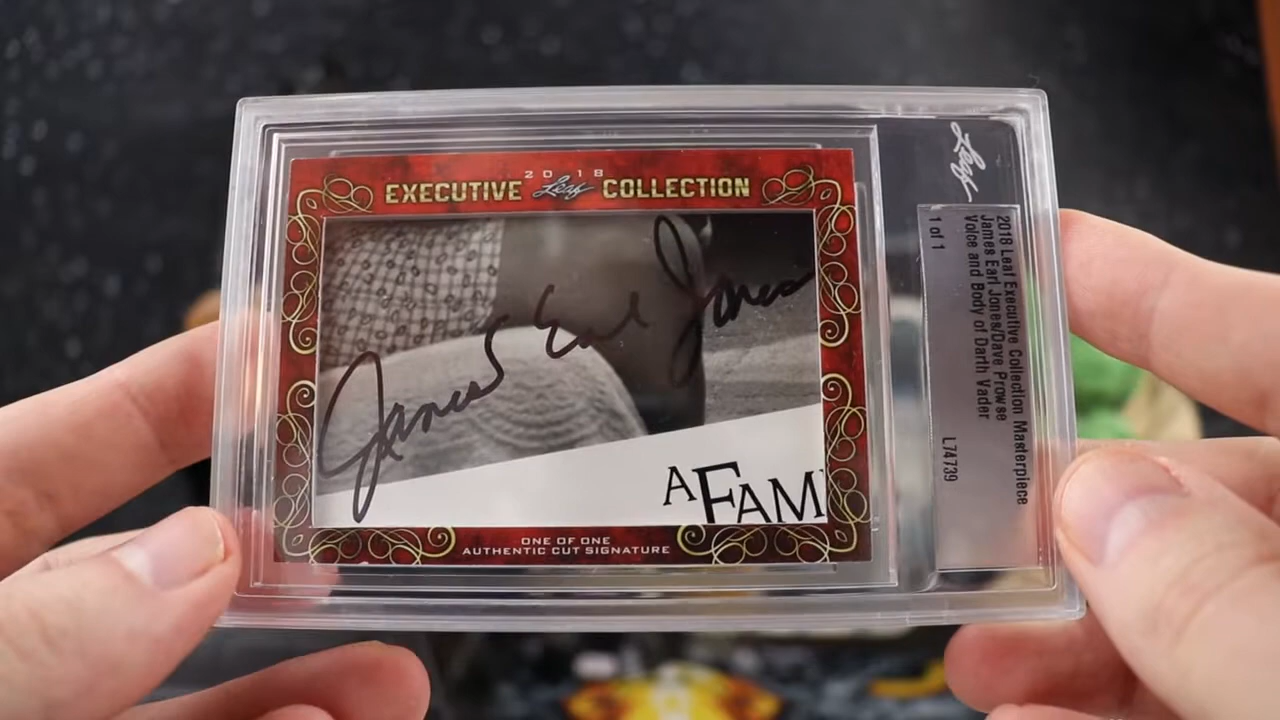 2018
EXECUTIVE Leaf COLLECTION
James Earl Jones
A FAM
ONE OF ONE
AUTHENTIC CUT SIGNATURE
Leaf
2018 Leaf Executive Collection Masterpiece
James Earl Jones/Dave Prowse
Voice and Body of Darth Vader
1 of 1
L74739